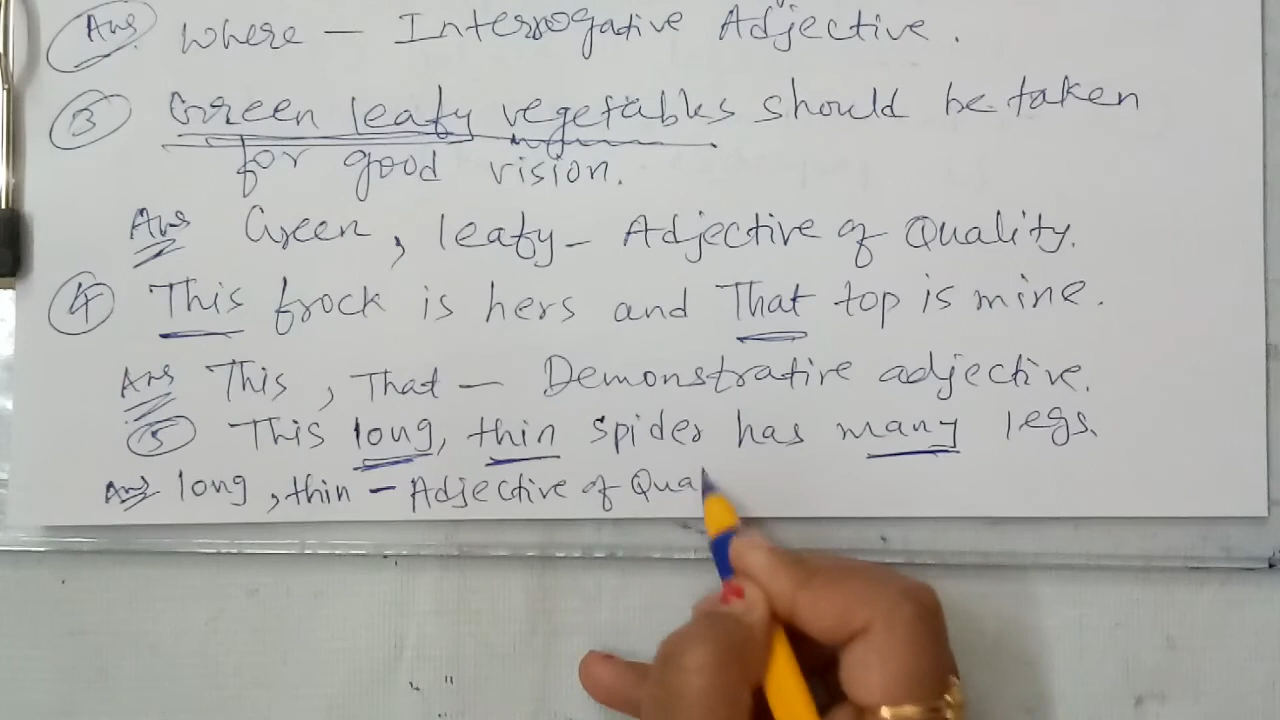 Ans. Where - Interrogative Adjective.
3 Green leafy vegetables should be taken
for good vision.
Ans Green, leafy - Adjective of Quality.
4 This frock is hers and That top is mine.
Ans This, That - Demonstrative adjective.
5 This long, thin spider has many legs.
Ans long, thin - Adjective of Qua